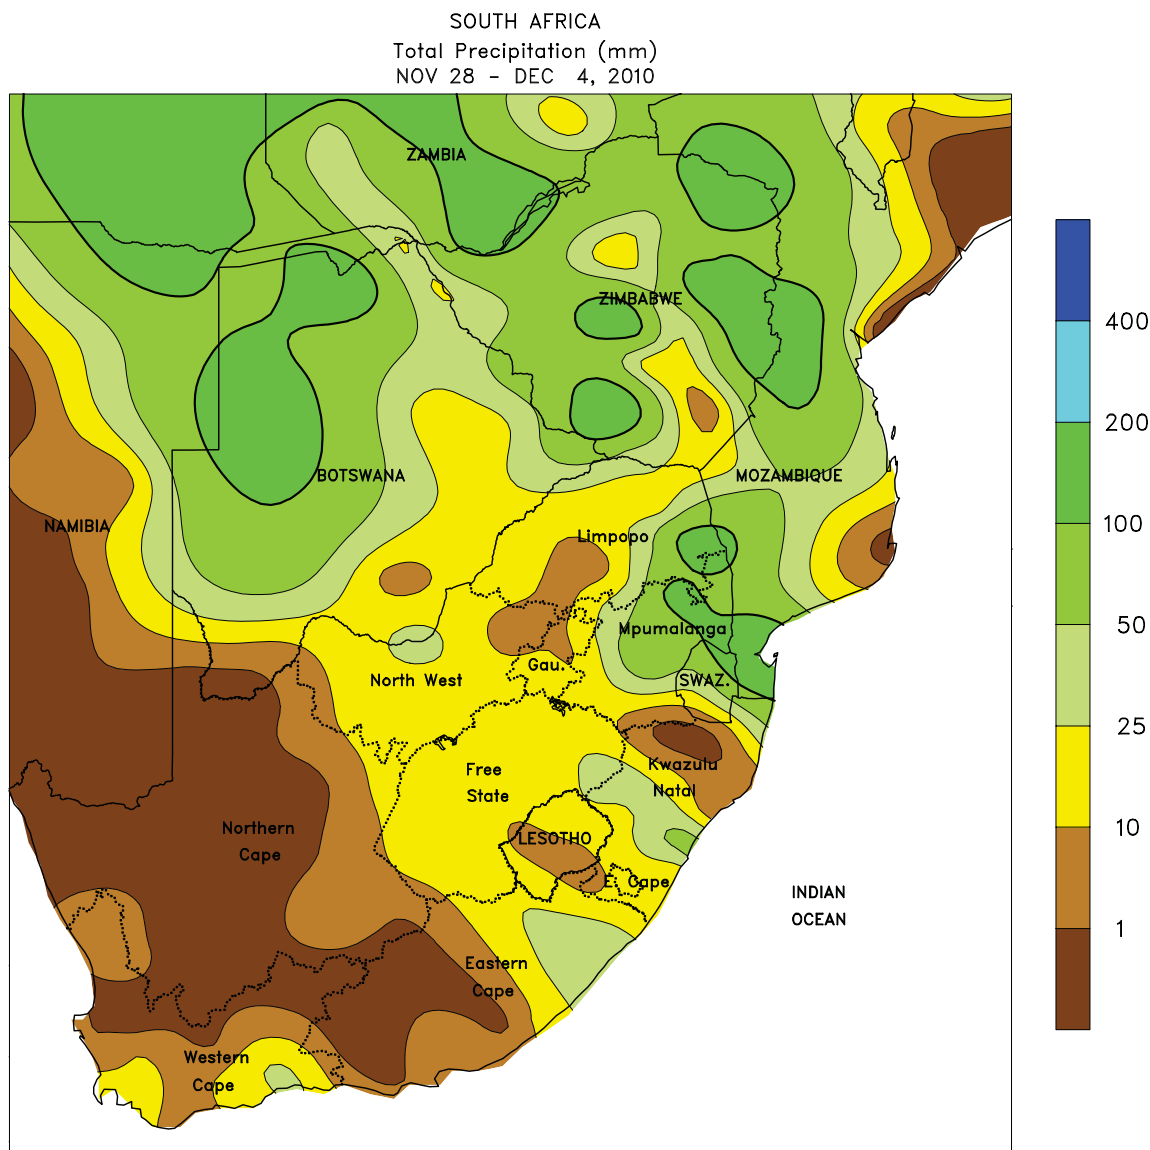 SOUTH AFRICA
Total Precipitation (mm)
NOV 28 - DEC 4, 2010
ZAMBIA
ZIMBABWE
400
200
BOTSWANA
MOZAMBIQUE
NAMIBIA
Limpopo
100
Mpumalanga
50
Gau.
North West
SWAZ.
25
Free
State
Kwazulu
Natal
Northern
Cape
LESOTHO
10
E. Cape
INDIAN
OCEAN
1
Eastern
Cape
Western
Cape